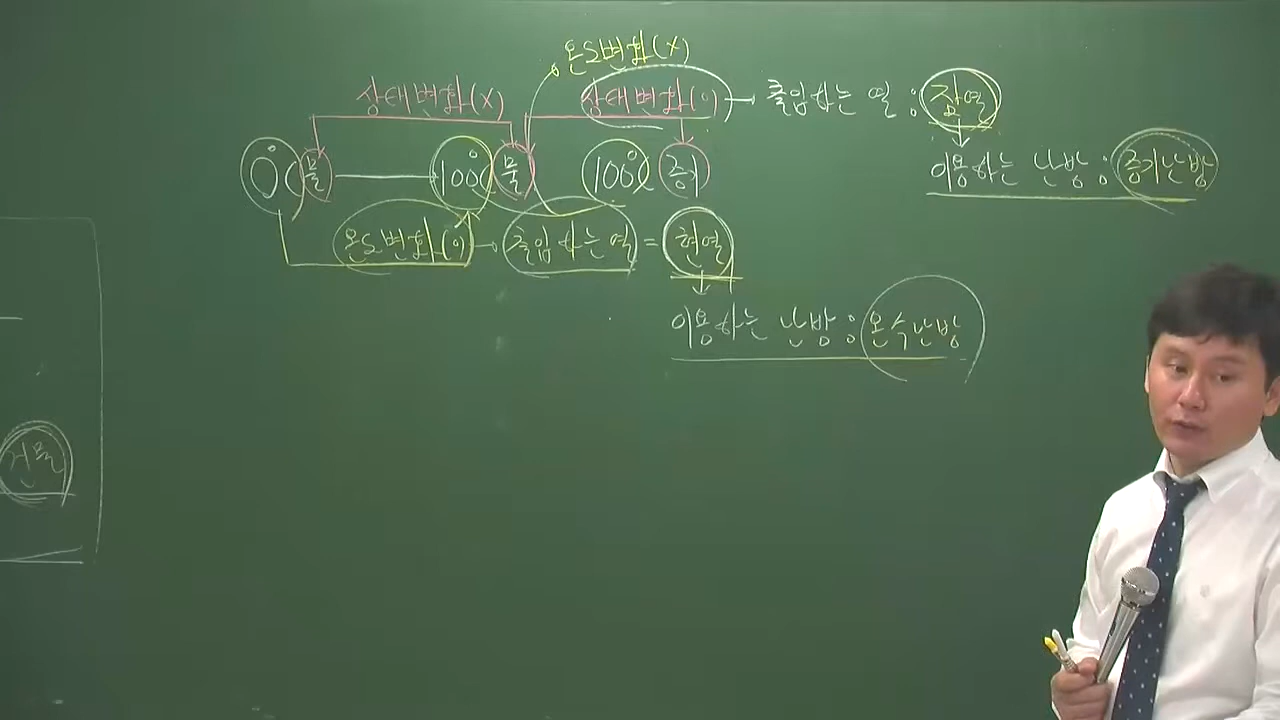 온도변화(X)
상태변화(X) 상태변화(O) → 출입하는 열 : 잠열
이용하는 난방 : 증기난방
0℃ 물 100℃ 물 100℃ 증기
온도변화(O) → 출입하는 열 = 현열
이용하는 난방 : 온수난방